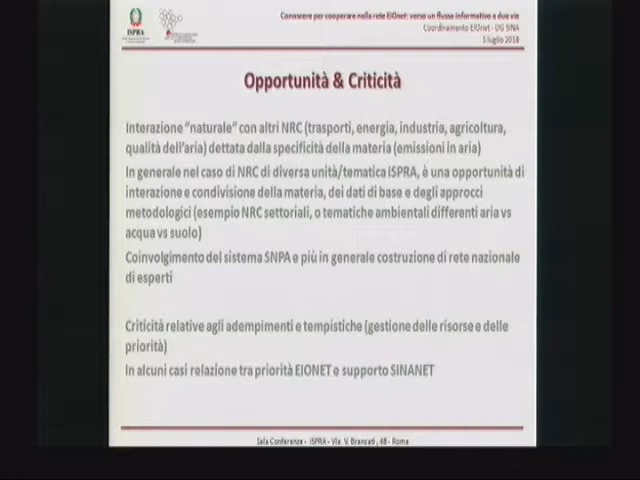 ISPRA
Conoscere per cooperare nella rete EIOnet: verso un flusso informativo a due vie
Coordinamento EIOnet - DG SINA
5 luglio 2018
Opportunità & Criticità
Interazione "naturale" con altri NRC (trasporti, energia, industria, agricoltura,
qualità dell'aria) dettata dalla specificità della materia (emissioni in aria)
In generale nel caso di NRC di diversa unità/tematica ISPRA, è una opportunità di
interazione e condivisione della materia, dei dati di base e degli approcci
metodologici (esempio NRC settoriali, o tematiche ambientali differenti aria vs
acqua vs suolo)
Coinvolgimento del sistema SNPA e più in generale costruzione di rete nazionale
di esperti
Criticità relative agli adempimenti e tempistiche (gestione delle risorse e delle
priorità)
In alcuni casi relazione tra priorità EIONET e supporto SINANET
Sala Conferenze - ISPRA - Via V. Brancati, 48 - Roma